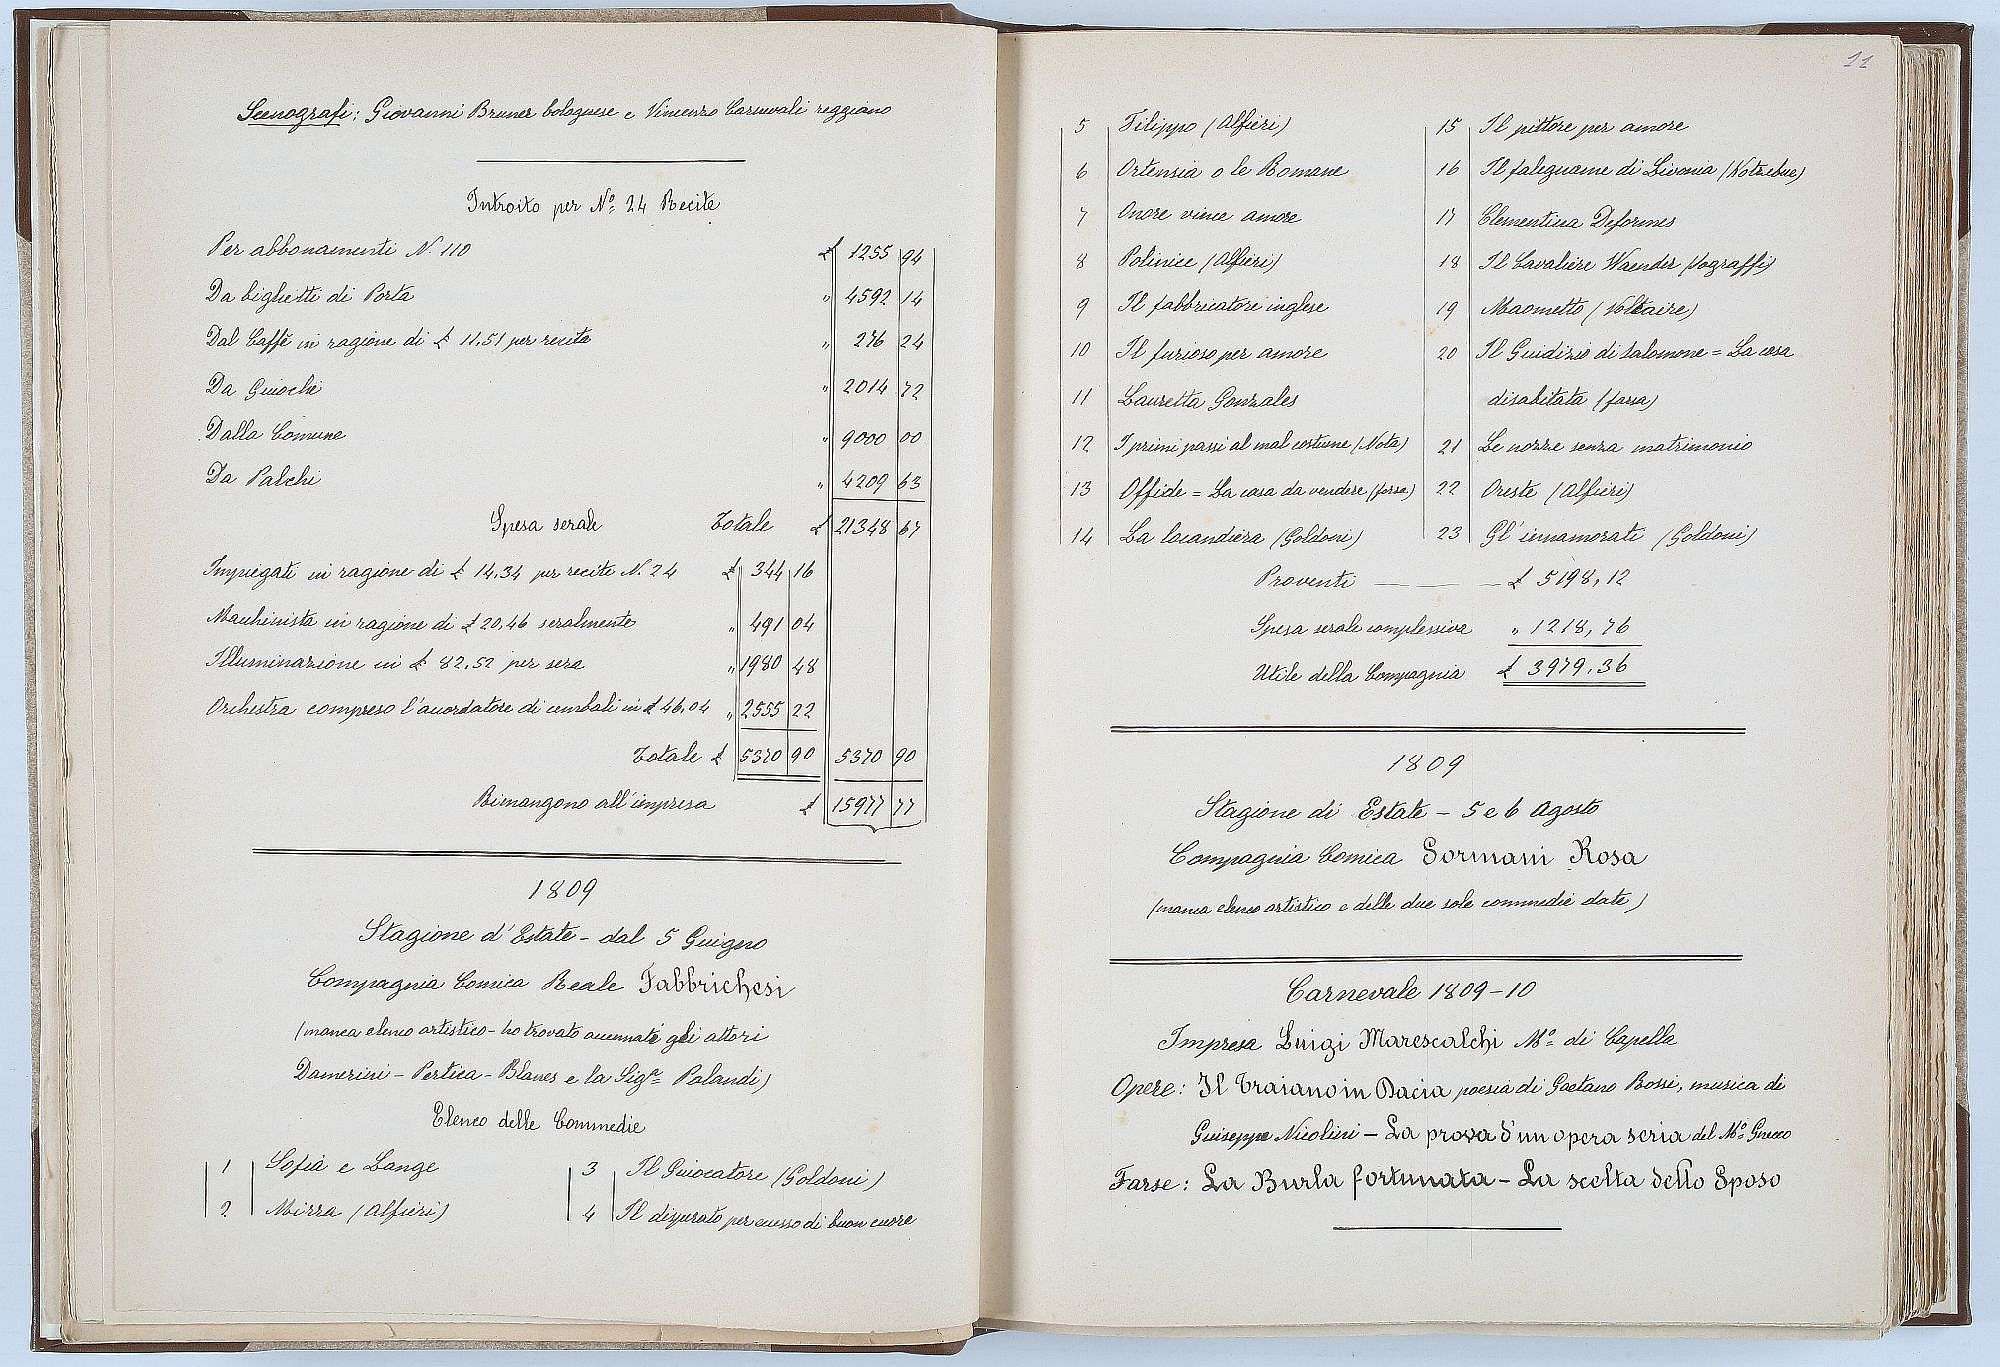 Scenografi: Giovanni Bruner bolognese e Vincenzo Carnevali reggiano
Introito per Nº 24 Recite
Per abbonamenti N. 110 £ 1255 94
Da biglietti di Porta " 4592 14
Dal Caffè in ragione di £ 11,51 per recita " 276 24
Da Giuochi " 2014 72
Dalla Comune " 9000 00
Da Palchi " 4209 63
Spesa serale Totale £ 21348 67
Impiegati in ragione di £ 14,34 per recite N. 24 £ 344 16
Macchinista in ragione di £ 20,46 seralmente " 491 04
Illuminazione in £ 82,52 per sera " 1980 48
Orchestra compreso l'accordatore di cembali in £ 46,04 " 2555 22
Totale £ 5370 90 5370 90
Rimangono all'impresa £ 15977 77
1809
Stagione d'Estate - dal 5 Giugno
Compagnia Comica Reale Fabbrichesi
(manca elenco artistico - ho trovato accennati gli attori
Damerini - Pertica - Blanes e la Sigra Palandi)
Elenco delle Commedie
1 Sofia e Lange
2 Mirra (Alfieri)
3 Il Giuocatore (Goldoni)
4 Il disperato per eccesso di buon cuore
11
5 Filippo (Alfieri)
6 Ortensia o le Romane
7 Onore vince amore
8 Polinice (Alfieri)
9 Il fabbricatore inglese
10 Il furioso per amore
11 Lauretta Gonzales
12 I primi passi al mal costume (Nota)
13 Offide = La casa da vendere (farsa)
14 La locandiera (Goldoni)
15 Il pittore per amore
16 Il falegname di Livonia (Kotzebue)
17 Clementina Deformes
18 Il Cavaliere Waender (Sograffi)
19 Maometto (Voltaire)
20 Il Giudizio di Salomone = La casa
disabitata (farsa)
21 Le nozze senza matrimonio
22 Oreste (Alfieri)
23 Gl'innamorati (Goldoni)
Proventi — — £ 5198,12
Spesa serale complessiva " 1218,76
Utile della Compagnia £ 3979,36
1809
Stagione di Estate - 5 e 6 Agosto
Compagnia Comica Sormani Rosa
(manca elenco artistico e delle due sole commedie date)
Carnevale 1809-10
Impresa Luigi Marescalchi Mº di Capella
Opere: Il Traiano in Dacia poesia di Gaetano Rossi, musica di
Giuseppe Nicolini - La prova d'un opera seria del Mº Gnecco
Farse: La Burla fortunata - La scelta dello Sposo